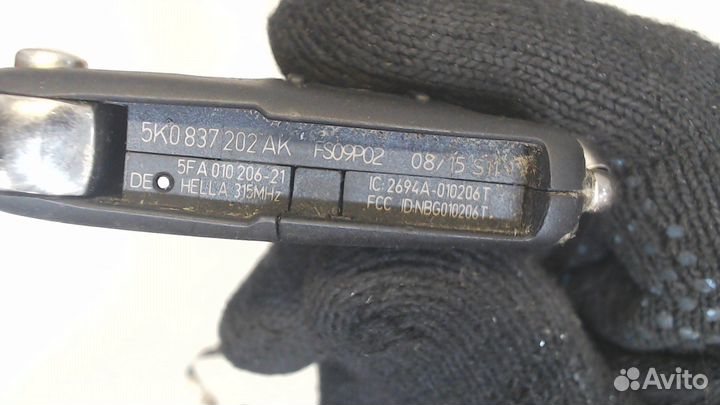 5K0 837 202 AK FS09P02 08/15
5FA 010 206-21
DE HELLA 315MHz
IC: 2694A-010206T
FCC ID:NBG010206T
Avito